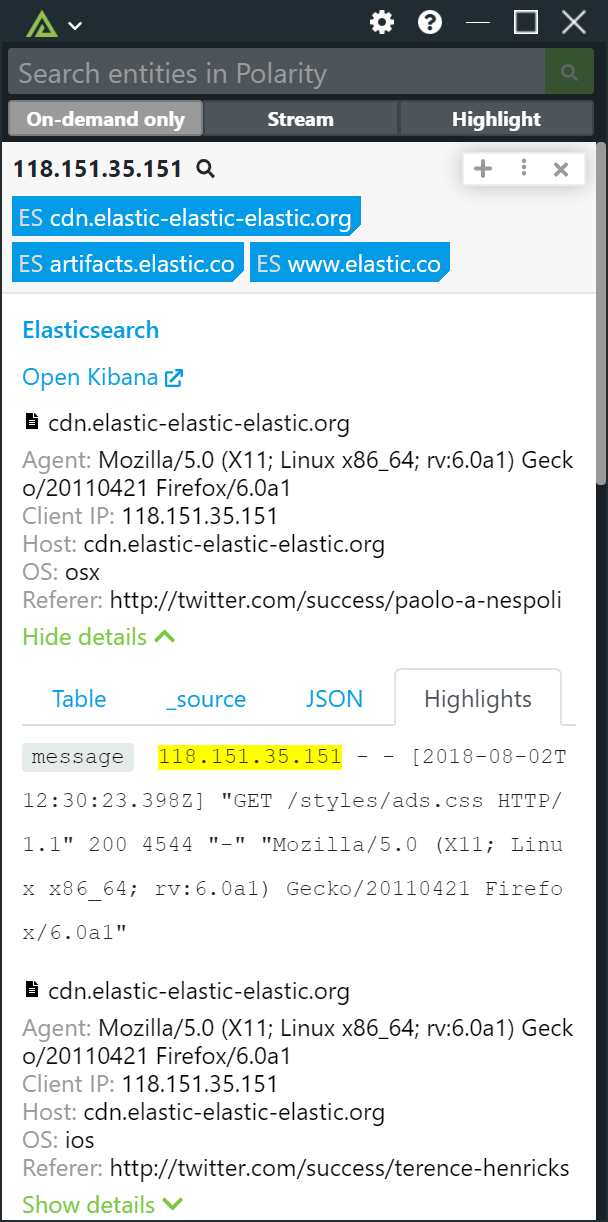 Search entities in Polarity
On-demand only Stream Highlight
118.151.35.151
ES cdn.elastic-elastic-elastic.org
ES artifacts.elastic.co ES www.elastic.co
Elasticsearch
Open Kibana
cdn.elastic-elastic-elastic.org
Agent: Mozilla/5.0 (X11; Linux x86_64; rv:6.0a1) Geck
o/20110421 Firefox/6.0a1
Client IP: 118.151.35.151
Host: cdn.elastic-elastic-elastic.org
OS: osx
Referer: http://twitter.com/success/paolo-a-nespoli
Hide details
Table _source JSON Highlights
message 118.151.35.151 - - [2018-08-02T
12:30:23.398Z] "GET /styles/ads.css HTTP/
1.1" 200 4544 "-" "Mozilla/5.0 (X11; Linu
x x86_64; rv:6.0a1) Gecko/20110421 Firefo
x/6.0a1"
cdn.elastic-elastic-elastic.org
Agent: Mozilla/5.0 (X11; Linux x86_64; rv:6.0a1) Geck
o/20110421 Firefox/6.0a1
Client IP: 118.151.35.151
Host: cdn.elastic-elastic-elastic.org
OS: ios
Referer: http://twitter.com/success/terence-henricks
Show details